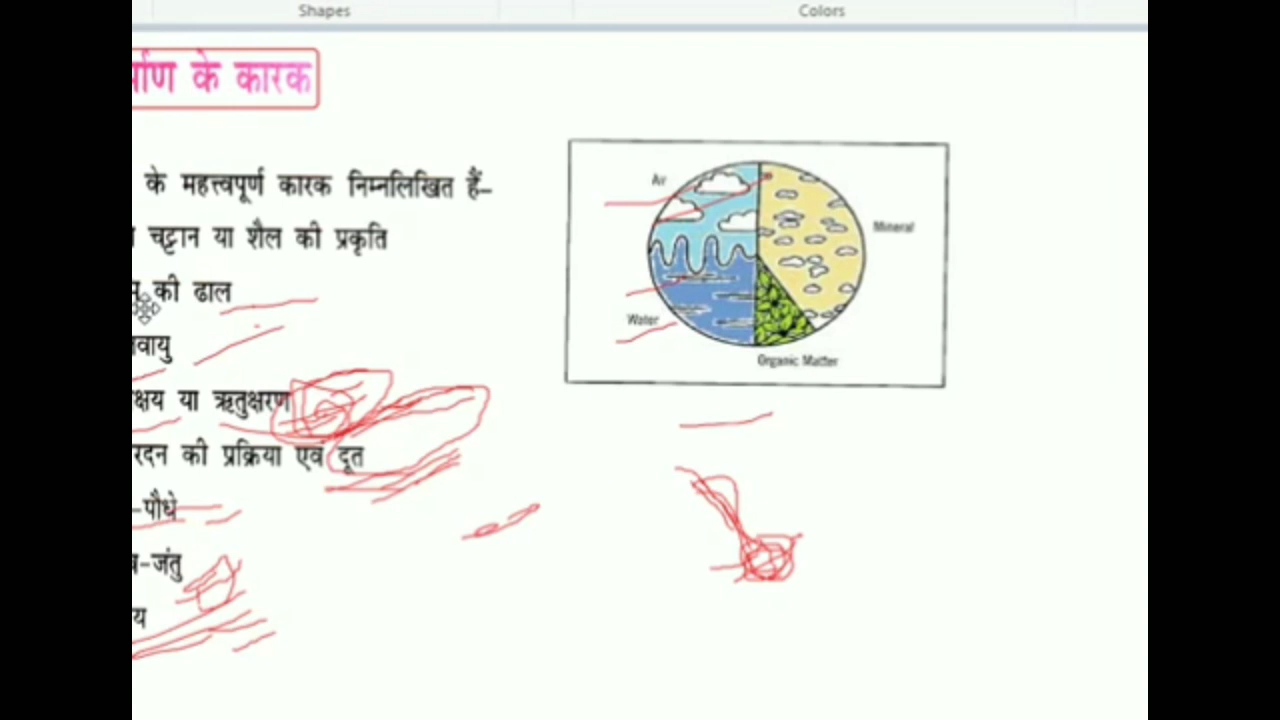 Shapes Colors
के कारक
के महत्त्वपूर्ण कारक निम्नलिखित हैं–
चट्टान या शैल की प्रकृति
की ढाल
वायु
क्षय या ऋतुक्षरण
की प्रक्रिया एवं दूत
-पौधे
-जंतु
य
Air
Mineral
Water
Organic Matter